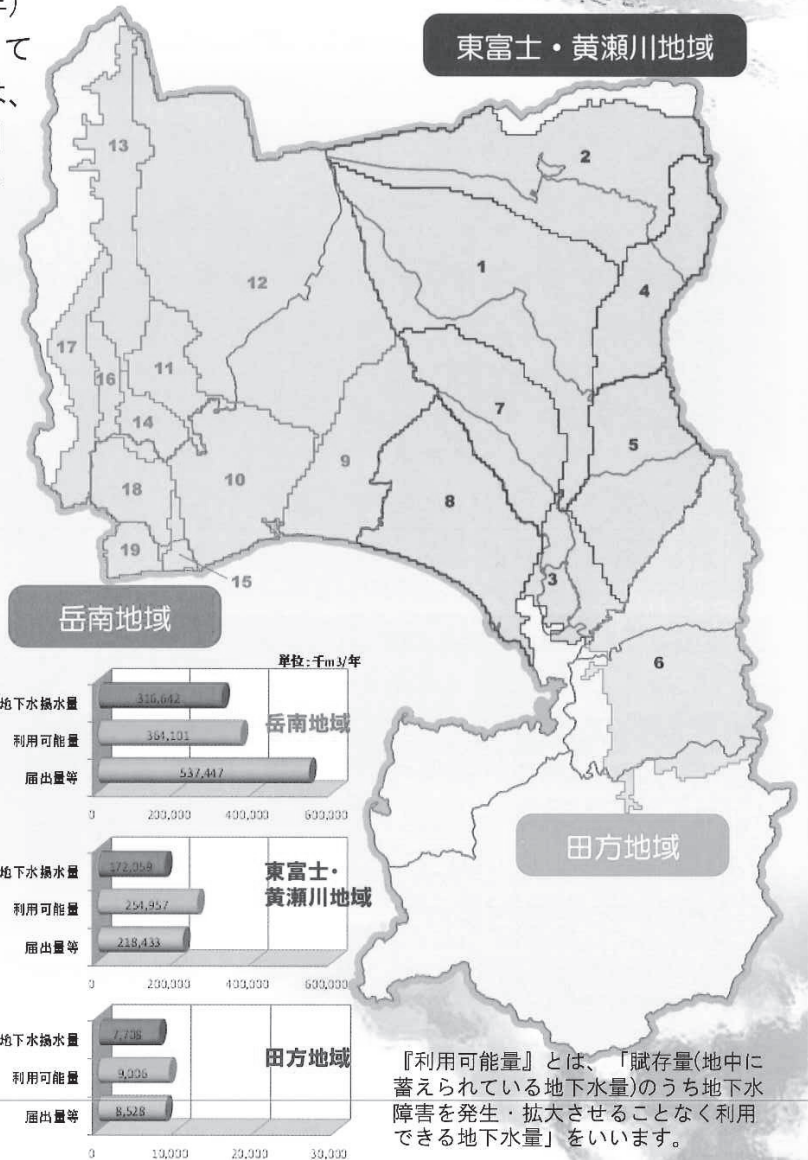 東富士・黄瀬川地域
て
は、
13
2
1
12
4
17
11
16
7
14
5
9
10
8
18
19
3
15
岳南地域
6
単位:千m3/年
地下水揚水量
316,642
岳南地域
利用可能量
364,101
届出量等
537,447
0 200,000 400,000 600,000
田方地域
地下水揚水量
172,059
東富士・
黄瀬川地域
利用可能量
254,957
届出量等
218,433
0 200,000 400,000 600,000
地下水揚水量
7,708
田方地域
利用可能量
9,006
届出量等
8,528
0 10,000 20,000 30,000
『利用可能量』とは、「賦存量(地中に
蓄えられている地下水量)のうち地下水
障害を発生・拡大させることなく利用
できる地下水量」をいいます。